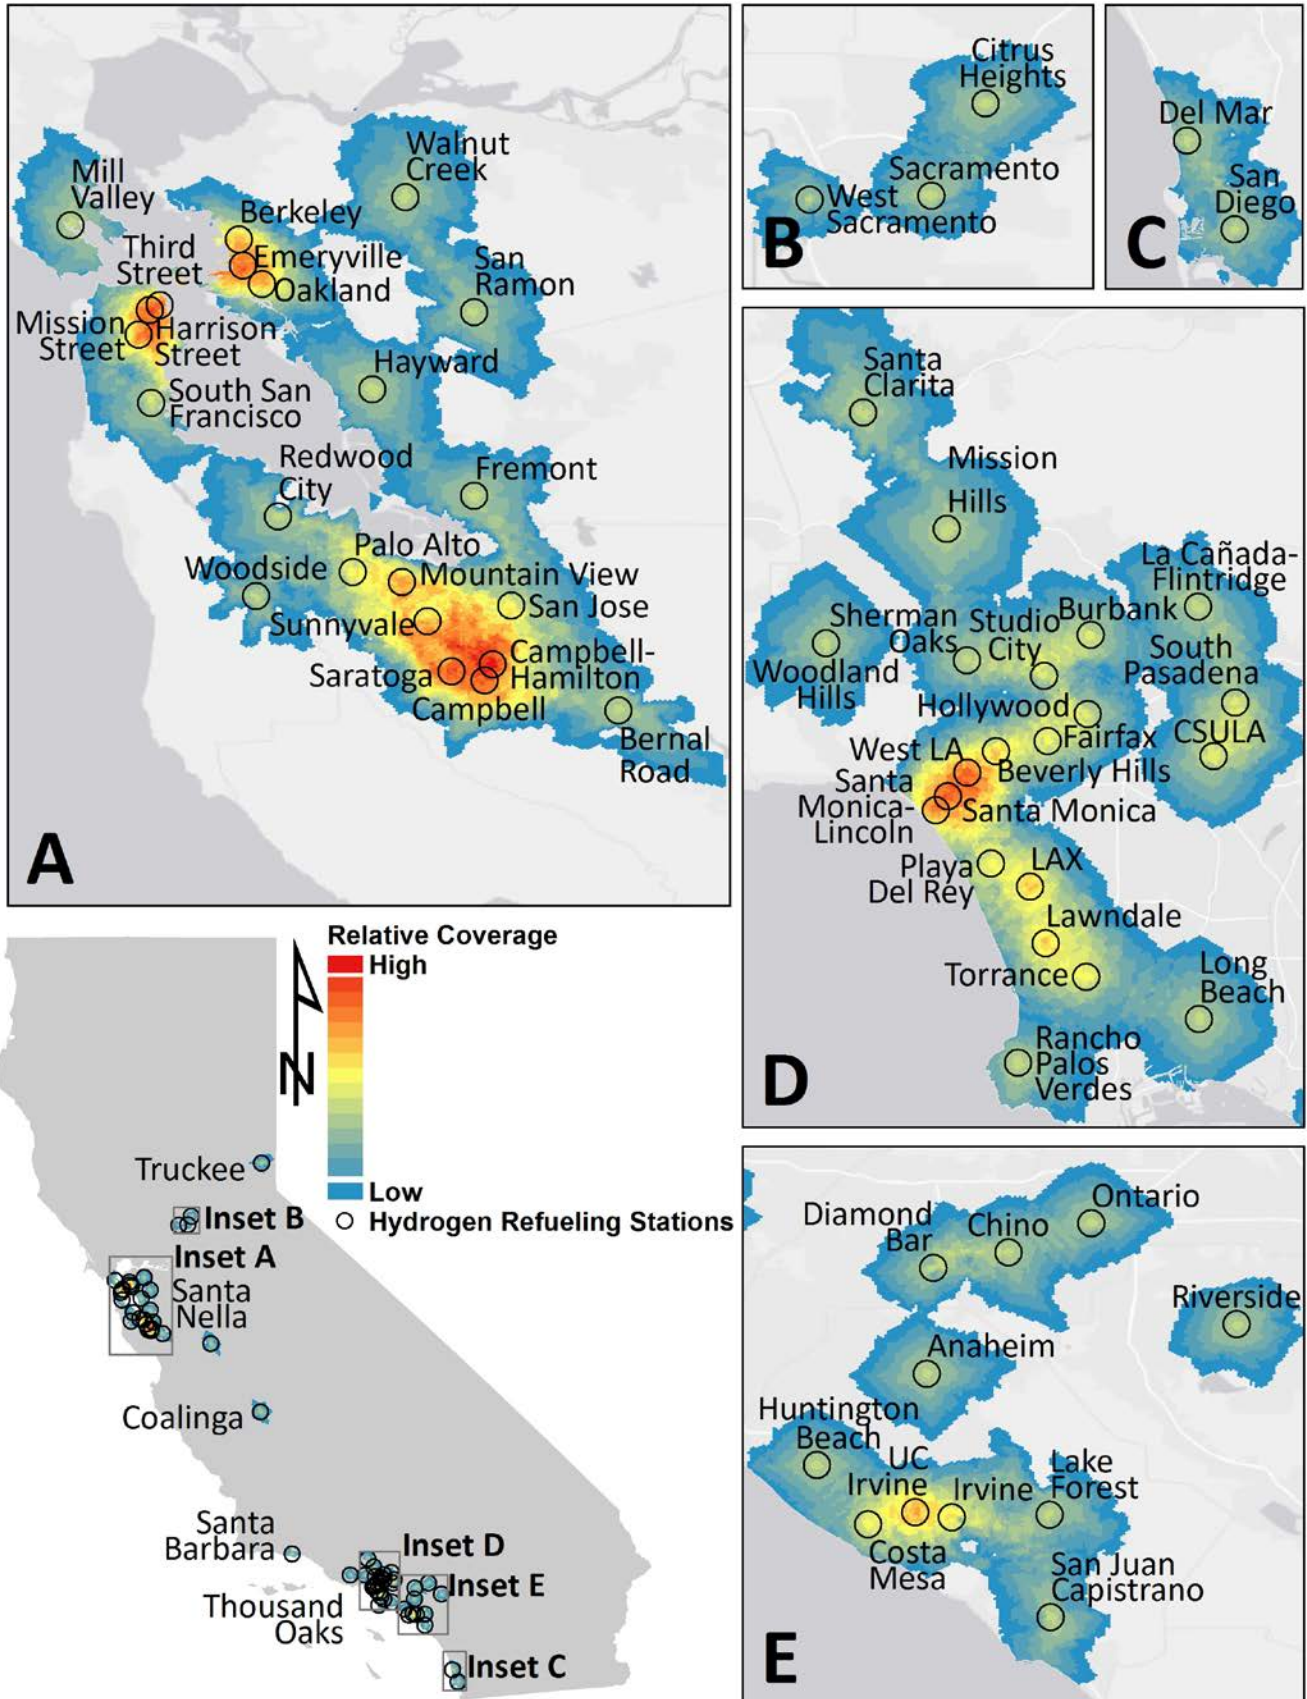 Mill
Valley
Walnut
Creek
Berkeley
Third
Street
Emeryville
Oakland
San
Ramon
Mission
Street
Harrison
Street
Hayward
South San
Francisco
Redwood
City
Fremont
Palo Alto
Woodside
Mountain View
San Jose
Sunnyvale
Campbell-
Hamilton
Saratoga
Campbell
Bernal
Road
A
Citrus
Heights
Sacramento
West
Sacramento
B
Del Mar
San
Diego
C
Santa
Clarita
Mission
Hills
La Cañada-
Flintridge
Sherman
Oaks
Studio
City
Burbank
South
Pasadena
Woodland
Hills
Hollywood
Fairfax
CSULA
West LA
Beverly Hills
Santa
Monica-
Lincoln
Santa Monica
Playa
Del Rey
LAX
Lawndale
Torrance
Long
Beach
Rancho
Palos
Verdes
D
Relative Coverage
High
Low
Hydrogen Refueling Stations
N
Truckee
Inset B
Inset A
Santa
Nella
Coalinga
Santa
Barbara
Inset D
Inset E
Thousand
Oaks
Inset C
Diamond
Bar
Chino
Ontario
Riverside
Anaheim
Huntington
Beach
UC
Irvine
Irvine
Lake
Forest
Costa
Mesa
San Juan
Capistrano
E